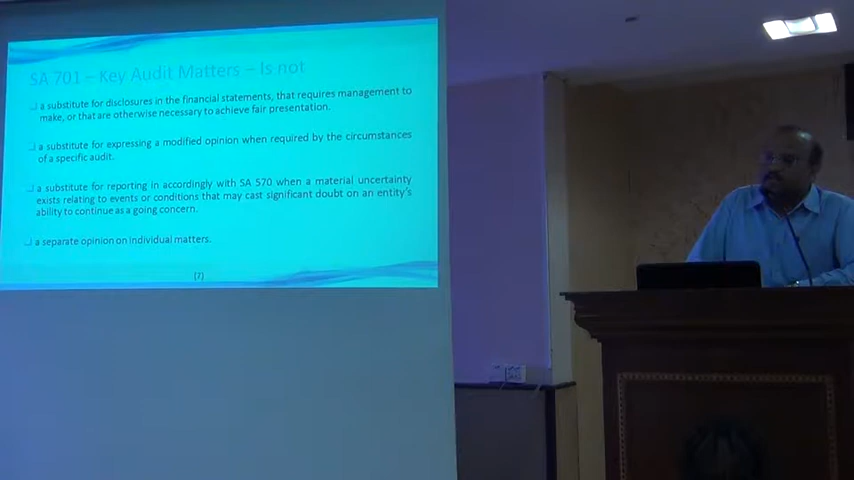 SA 701 – Key Audit Matters – Is not
a substitute for disclosures in the financial statements, that requires management to
make, or that are otherwise necessary to achieve fair presentation.
a substitute for expressing a modified opinion when required by the circumstances
of a specific audit.
a substitute for reporting in accordingly with SA 570 when a material uncertainty
exists relating to events or conditions that may cast significant doubt on an entity's
ability to continue as a going concern.
a separate opinion on individual matters.
(7)